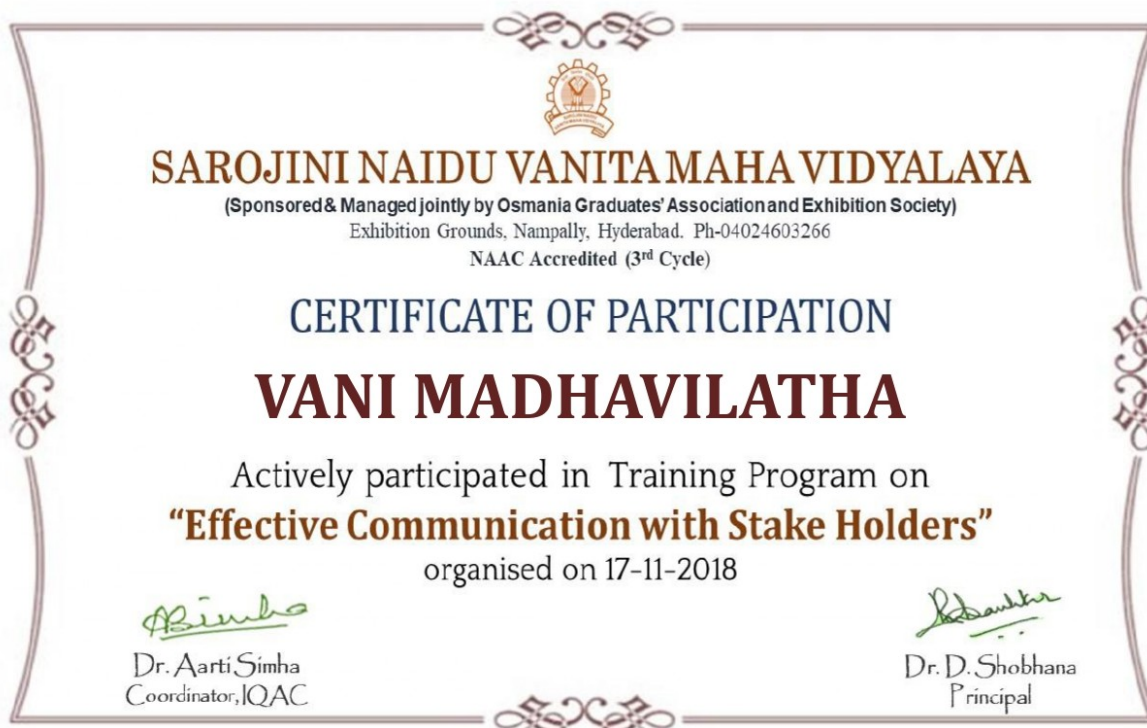 SAROJINI NAIDU VANITA MAHA VIDYALAYA
(Sponsored & Managed jointly by Osmania Graduates' Association and Exhibition Society)
Exhibition Grounds, Nampally, Hyderabad. Ph-04024603266
NAAC Accredited (3rd Cycle)
CERTIFICATE OF PARTICIPATION
VANI MADHAVILATHA
Actively participated in Training Program on
“Effective Communication with Stake Holders”
organised on 17-11-2018
Dr. Aarti Simha
Coordinator, IQAC
Dr. D. Shobhana
Principal